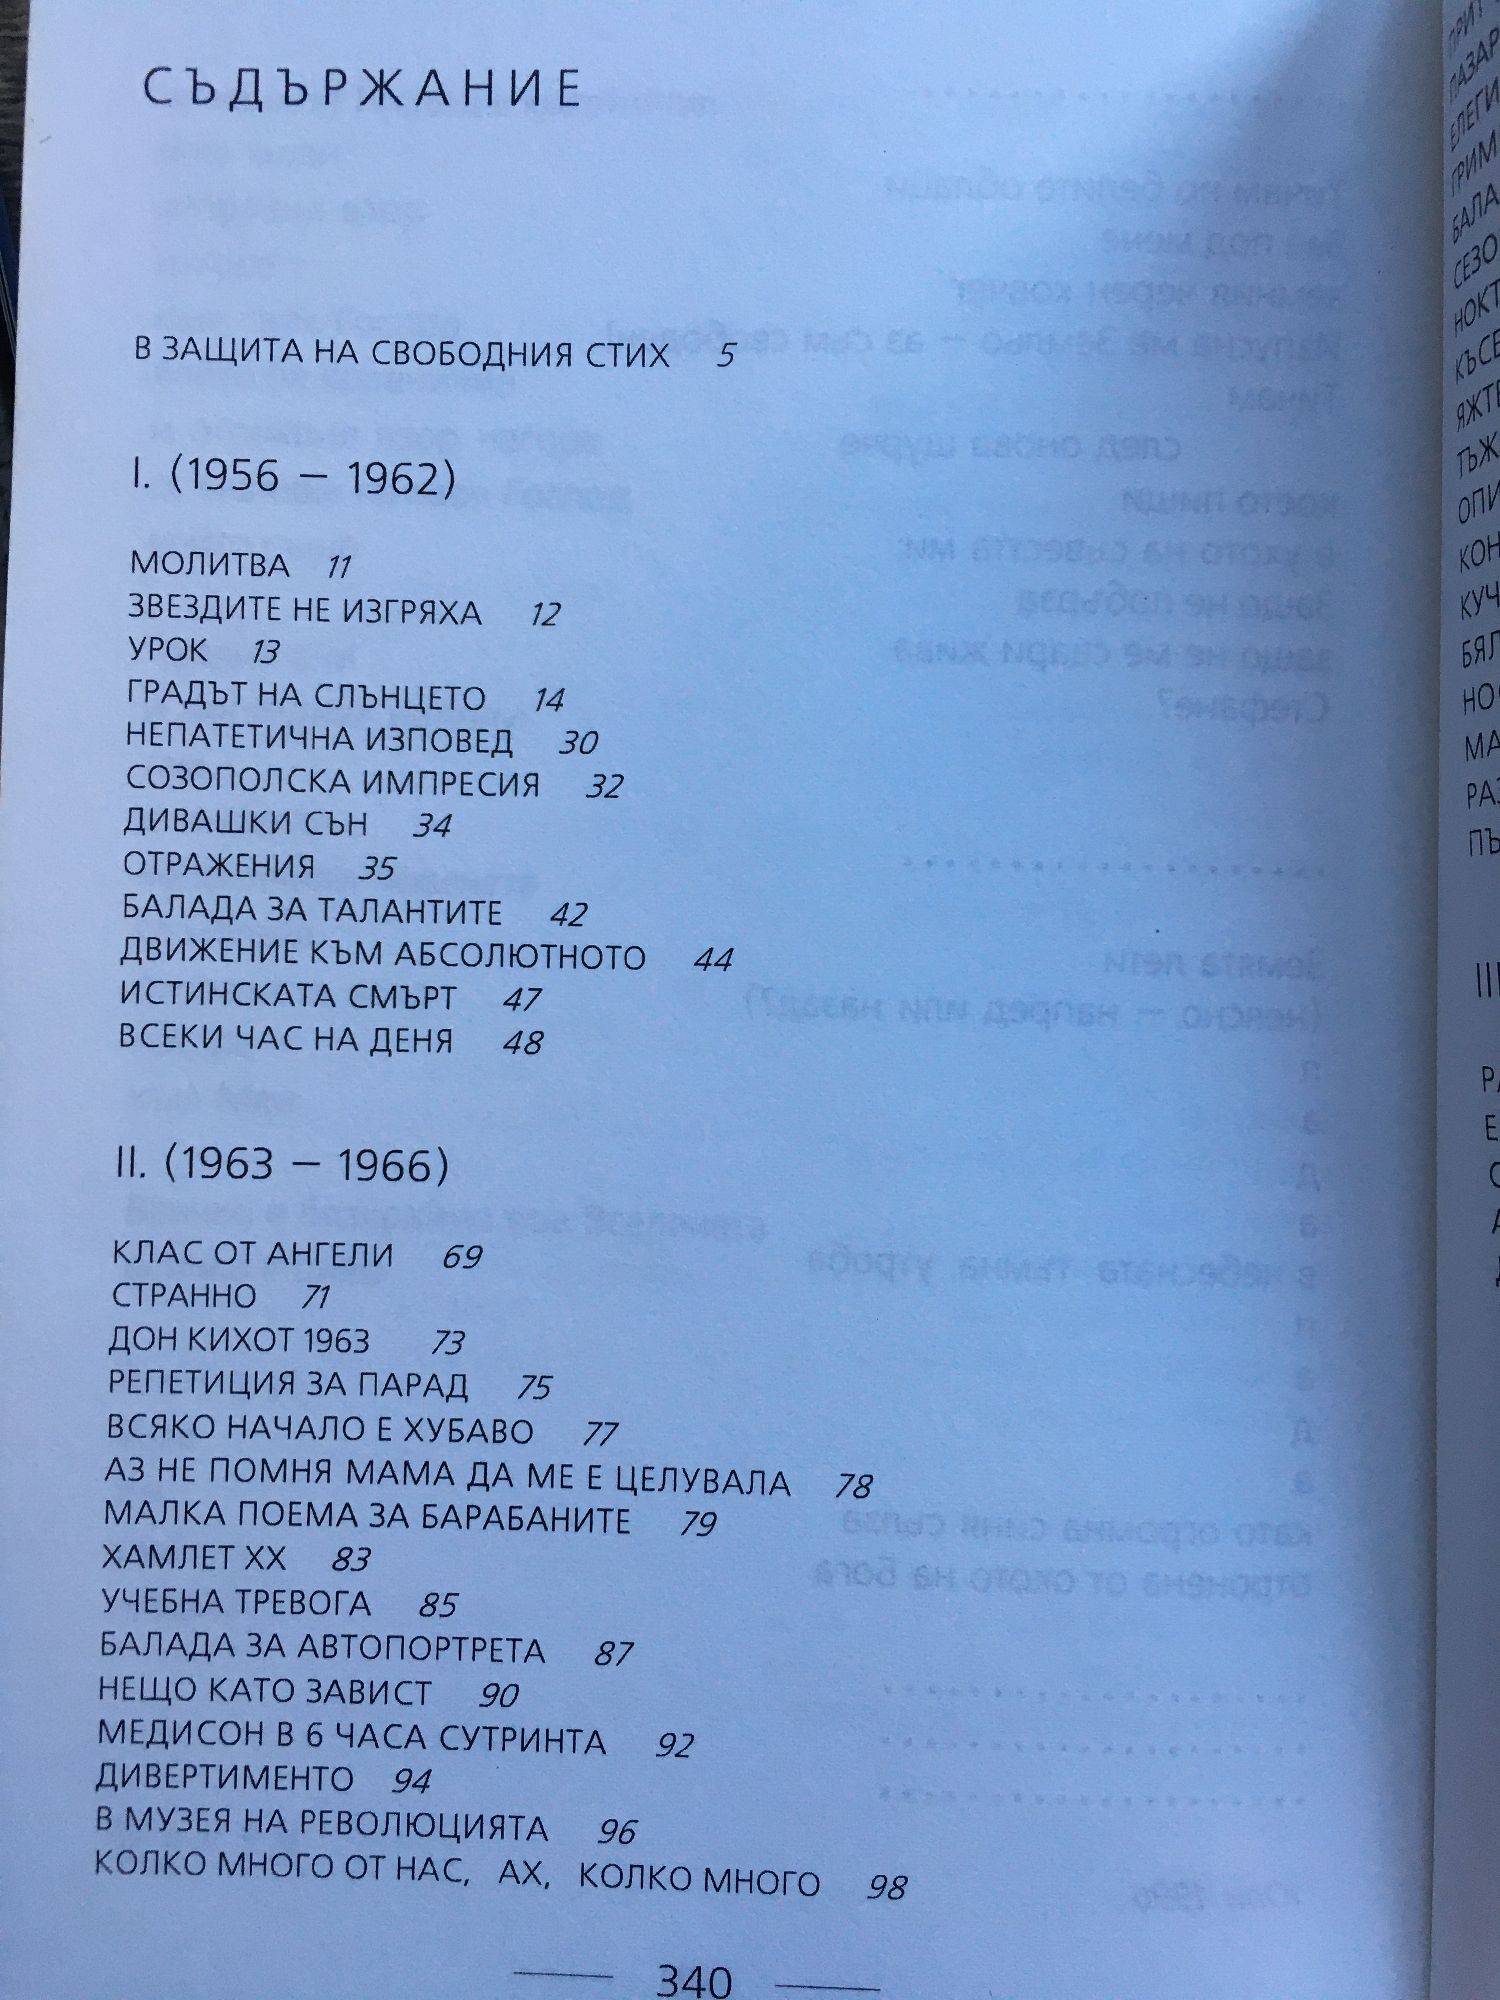 СЪДЪРЖАНИЕ
В ЗАЩИТА НА СВОБОДНИЯ СТИХ 5
I. (1956 – 1962)
МОЛИТВА 11
ЗВЕЗДИТЕ НЕ ИЗГРЯХА 12
УРОК 13
ГРАДЪТ НА СЛЪНЦЕТО 14
НЕПАТЕТИЧНА ИЗПОВЕД 30
СОЗОПОЛСКА ИМПРЕСИЯ 32
ДИВАШКИ СЪН 34
ОТРАЖЕНИЯ 35
БАЛАДА ЗА ТАЛАНТИТЕ 42
ДВИЖЕНИЕ КЪМ АБСОЛЮТНОТО 44
ИСТИНСКАТА СМЪРТ 47
ВСЕКИ ЧАС НА ДЕНЯ 48
II. (1963 – 1966)
КЛАС ОТ АНГЕЛИ 69
СТРАННО 71
ДОН КИХОТ 1963 73
РЕПЕТИЦИЯ ЗА ПАРАД 75
ВСЯКО НАЧАЛО Е ХУБАВО 77
АЗ НЕ ПОМНЯ МАМА ДА МЕ Е ЦЕЛУВАЛА 78
МАЛКА ПОЕМА ЗА БАРАБАНИТЕ 79
ХАМЛЕТ ХХ 83
УЧЕБНА ТРЕВОГА 85
БАЛАДА ЗА АВТОПОРТРЕТА 87
НЕЩО КАТО ЗАВИСТ 90
МЕДИСОН В 6 ЧАСА СУТРИНТА 92
ДИВЕРТИМЕНТО 94
В МУЗЕЯ НА РЕВОЛЮЦИЯТА 96
КОЛКО МНОГО ОТ НАС, АХ, КОЛКО МНОГО 98
340